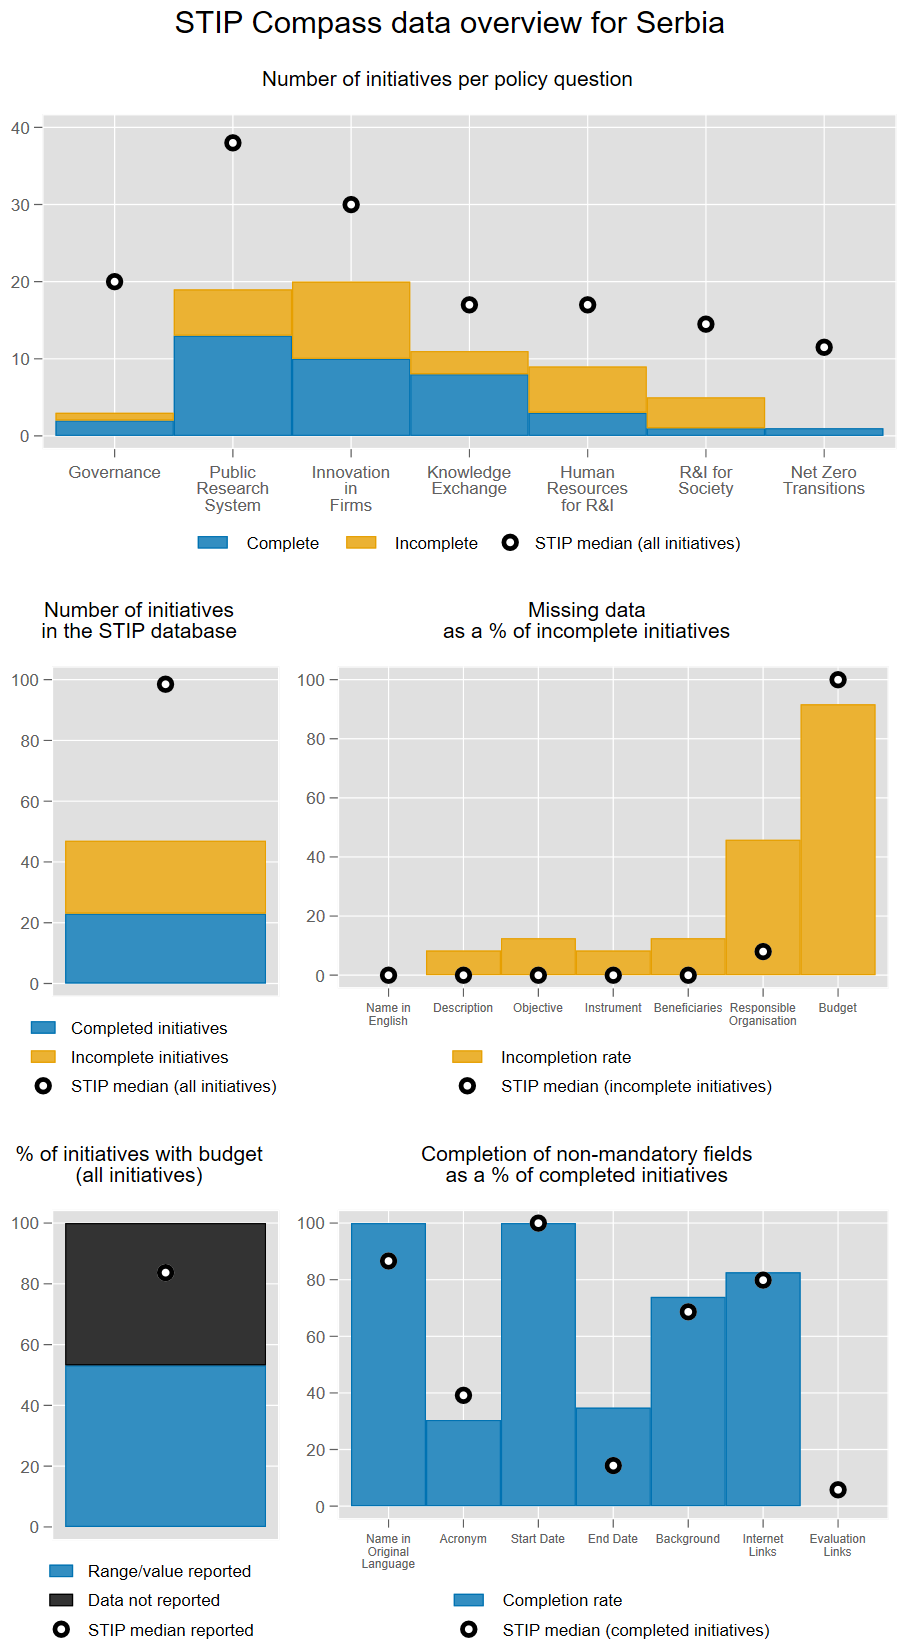 STIP Compass data overview for Serbia
Number of initiatives per policy question
40
30
20
10
0
Governance
Public
Research
System
Innovation
in
Firms
Knowledge
Exchange
Human
Resources
for R&I
R&I for
Society
Net Zero
Transitions
Complete
Incomplete
STIP median (all initiatives)
Number of initiatives
in the STIP database
100
80
60
40
20
0
Completed initiatives
Incomplete initiatives
STIP median (all initiatives)
Missing data
as a % of incomplete initiatives
100
80
60
40
20
0
Name in
English
Description
Objective
Instrument
Beneficiaries
Responsible
Organisation
Budget
Incompletion rate
STIP median (incomplete initiatives)
% of initiatives with budget
(all initiatives)
100
80
60
40
20
0
Range/value reported
Data not reported
STIP median reported
Completion of non-mandatory fields
as a % of completed initiatives
100
80
60
40
20
0
Name in
Original
Language
Acronym
Start Date
End Date
Background
Internet
Links
Evaluation
Links
Completion rate
STIP median (completed initiatives)